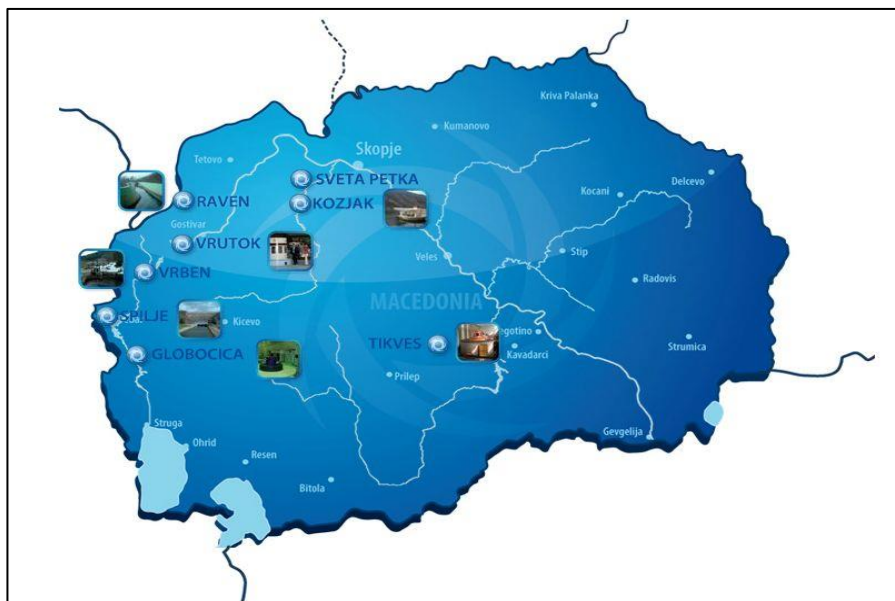 Kriva Palanka
Kumanovo
Skopje
Tetovo
SVETA PETKA
Delcevo
RAVEN
KOZJAK
Kocani
Gostivar
VRUTOK
Stip
Veles
VRBEN
Radovis
MACEDONIA
SPILJE
Kicevo
TIKVES
egotino
Strumica
GLOBOCICA
Kavadarci
Prilep
Struga
Gevgelija
Ohrid
Resen
Bitola